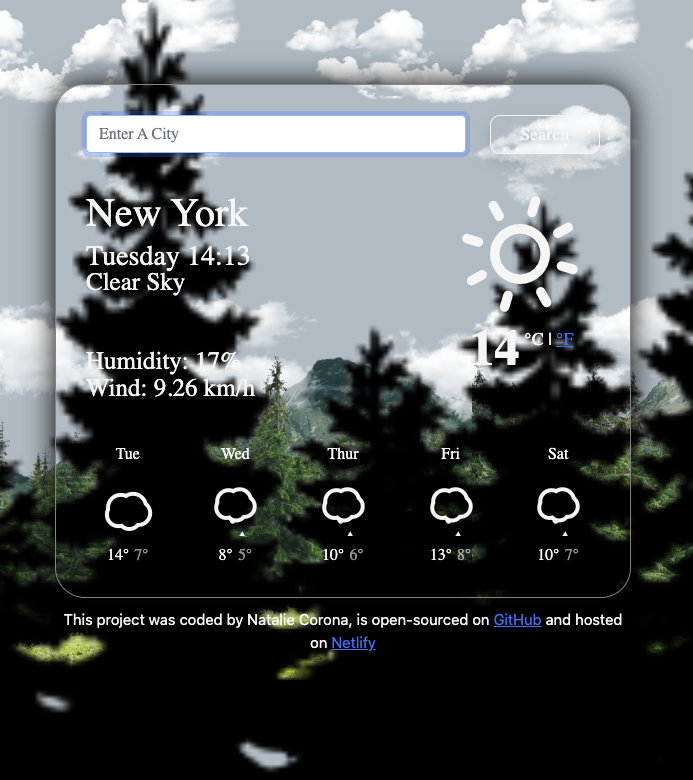 Enter A City
Search
New York
Tuesday 14:13
Clear Sky
14 °C | °F
Humidity: 17%
Wind: 9.26 km/h
Tue Wed Thur Fri Sat
14° 7° 8° 5° 10° 6° 13° 8° 10° 7°
This project was coded by Natalie Corona, is open-sourced on GitHub and hosted
on Netlify